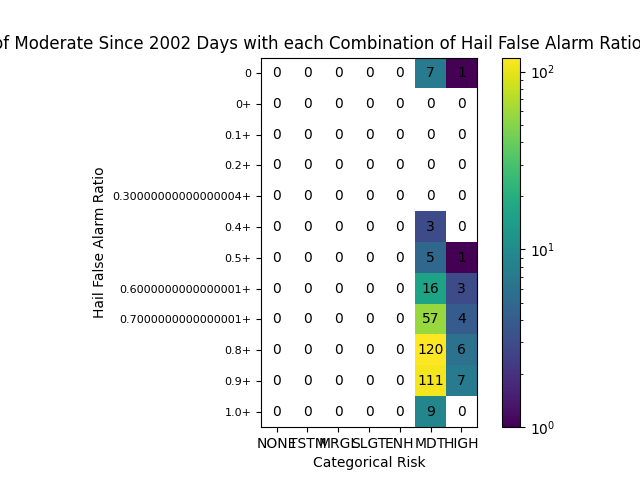 of Moderate Since 2002 Days with each Combination of Hail False Alarm Ratio
Hail False Alarm Ratio
0 0 0 0 0 0 7 1
0+ 0 0 0 0 0 0 0
0.1+ 0 0 0 0 0 0 0
0.2+ 0 0 0 0 0 0 0
0.30000000000000004+ 0 0 0 0 0 0 0
0.4+ 0 0 0 0 0 3 0
0.5+ 0 0 0 0 0 5 1
0.6000000000000001+ 0 0 0 0 0 16 3
0.7000000000000001+ 0 0 0 0 0 57 4
0.8+ 0 0 0 0 0 120 6
0.9+ 0 0 0 0 0 111 7
1.0+ 0 0 0 0 0 9 0
NONE TSTM MRGL SLGT ENH MDT HIGH
Categorical Risk
10²
10¹
10⁰